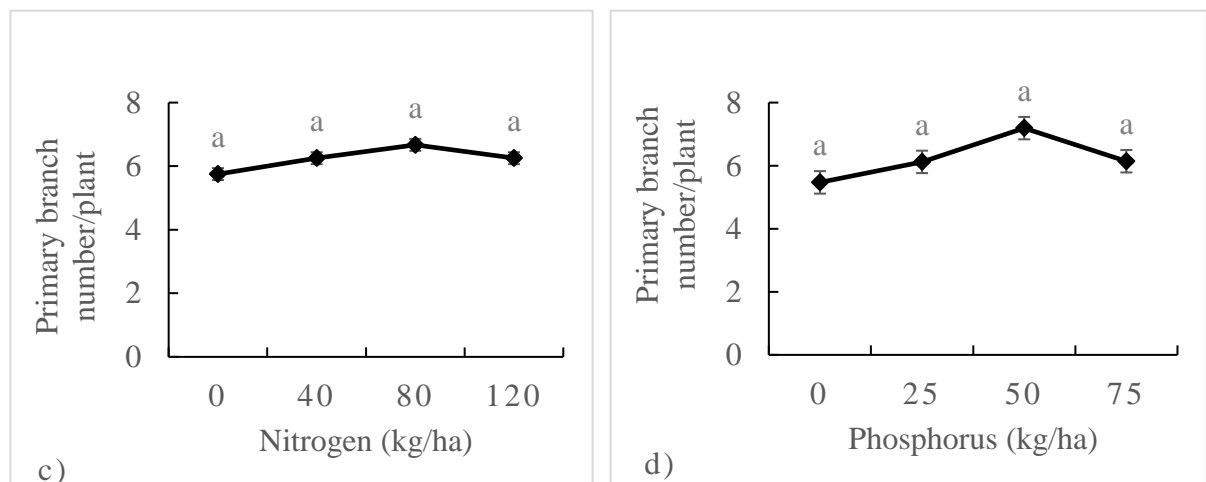 Primary branch
number/plant
8
6
4
2
0
a a a a
0 40 80 120
Nitrogen (kg/ha)
c)
Primary branch
number/plant
8
6
4
2
0
a a a a
0 25 50 75
Phosphorus (kg/ha)
d)